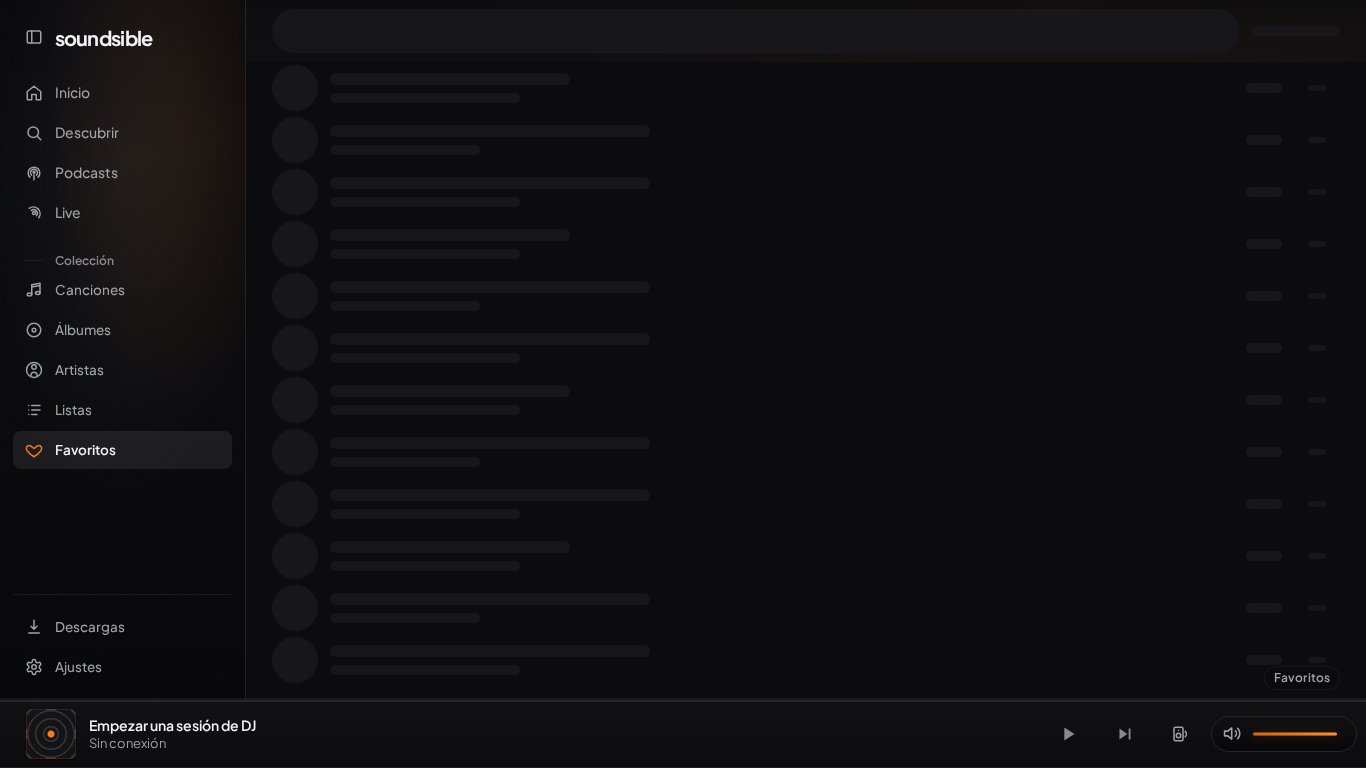 soundsible
Inicio
Descubrir
Podcasts
Live
Colección
Canciones
Álbumes
Artistas
Listas
Favoritos
Descargas
Ajustes
Favoritos
Empezar una sesión de DJ
Sin conexión